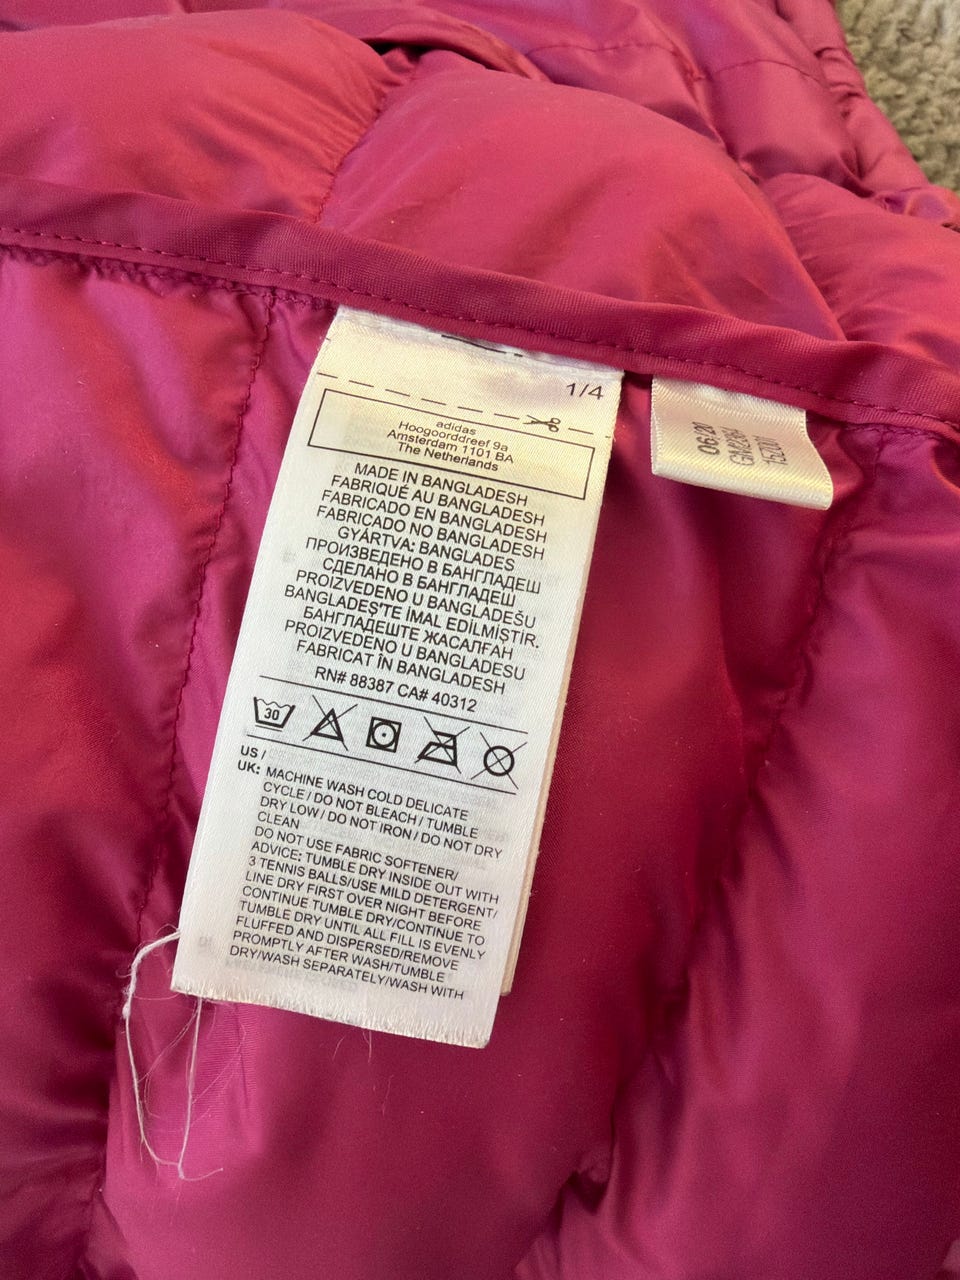 1/4
adidas
Hoogoorddreef 9a
Amsterdam 1101 BA
The Netherlands
MADE IN BANGLADESH
FABRIQUÉ AU BANGLADESH
FABRICADO EN BANGLADESH
FABRICADO NO BANGLADESH
GYÁRTVA: BANGLADES
ПРОИЗВЕДЕНО В БАНГЛАДЕШ
СДЕЛАНО В БАНГЛАДЕШ
PROIZVEDENO U BANGLADEŠU
BANGLADEŞ'TE İMAL EDİLMİŞTİR.
БАНГЛАДЕШТЕ ЖАСАЛҒАН
PROIZVEDENO U BANGLADESU
FABRICAT ÎN BANGLADESH
RN# 88387 CA# 40312
30
US /
UK: MACHINE WASH COLD DELICATE
CYCLE / DO NOT BLEACH / TUMBLE
DRY LOW / DO NOT IRON / DO NOT DRY
CLEAN
DO NOT USE FABRIC SOFTENER/
ADVICE: TUMBLE DRY INSIDE OUT WITH
3 TENNIS BALLS/USE MILD DETERGENT/
LINE DRY FIRST OVER NIGHT BEFORE
CONTINUE TUMBLE DRY/CONTINUE TO
TUMBLE DRY UNTIL ALL FILL IS EVENLY
FLUFFED AND DISPERSED/REMOVE
PROMPTLY AFTER WASH/TUMBLE
DRY/WASH SEPARATELY/WASH WITH
06/20